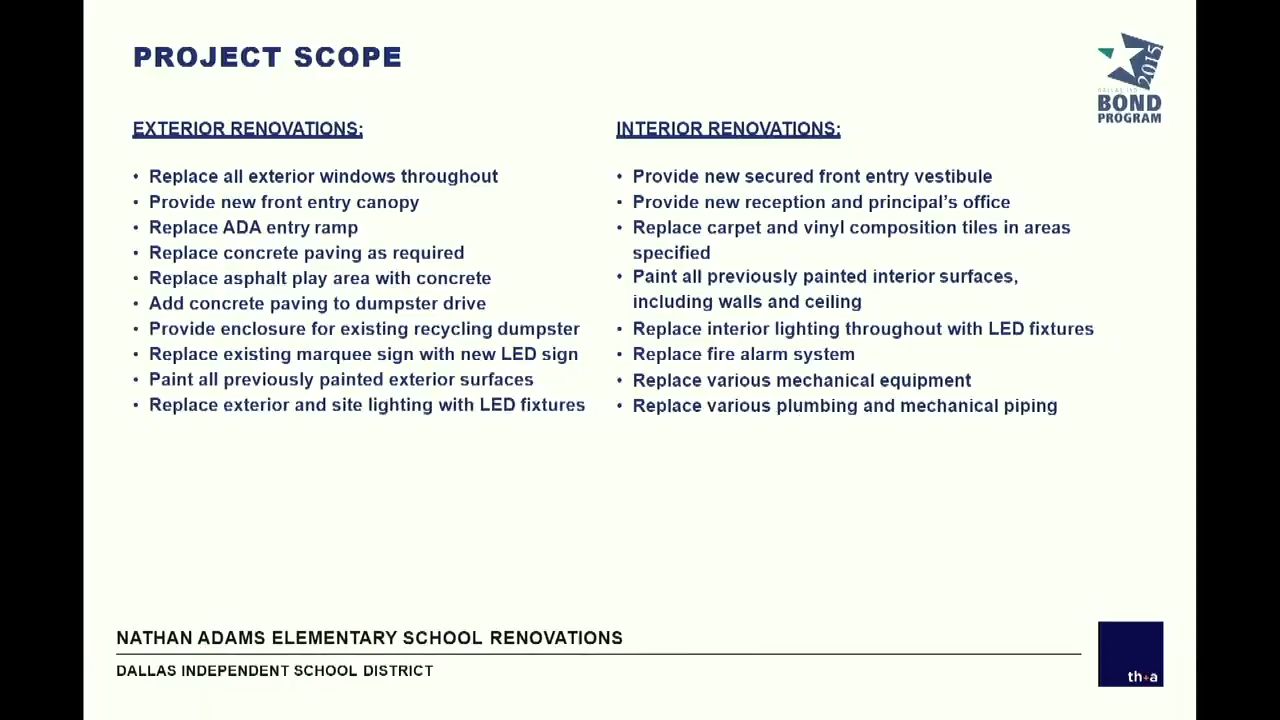 PROJECT SCOPE
2015
DALLAS ISD
BOND
PROGRAM
EXTERIOR RENOVATIONS:
• Replace all exterior windows throughout
• Provide new front entry canopy
• Replace ADA entry ramp
• Replace concrete paving as required
• Replace asphalt play area with concrete
• Add concrete paving to dumpster drive
• Provide enclosure for existing recycling dumpster
• Replace existing marquee sign with new LED sign
• Paint all previously painted exterior surfaces
• Replace exterior and site lighting with LED fixtures
INTERIOR RENOVATIONS:
• Provide new secured front entry vestibule
• Provide new reception and principal’s office
• Replace carpet and vinyl composition tiles in areas
specified
• Paint all previously painted interior surfaces,
including walls and ceiling
• Replace interior lighting throughout with LED fixtures
• Replace fire alarm system
• Replace various mechanical equipment
• Replace various plumbing and mechanical piping
NATHAN ADAMS ELEMENTARY SCHOOL RENOVATIONS
DALLAS INDEPENDENT SCHOOL DISTRICT
th+a